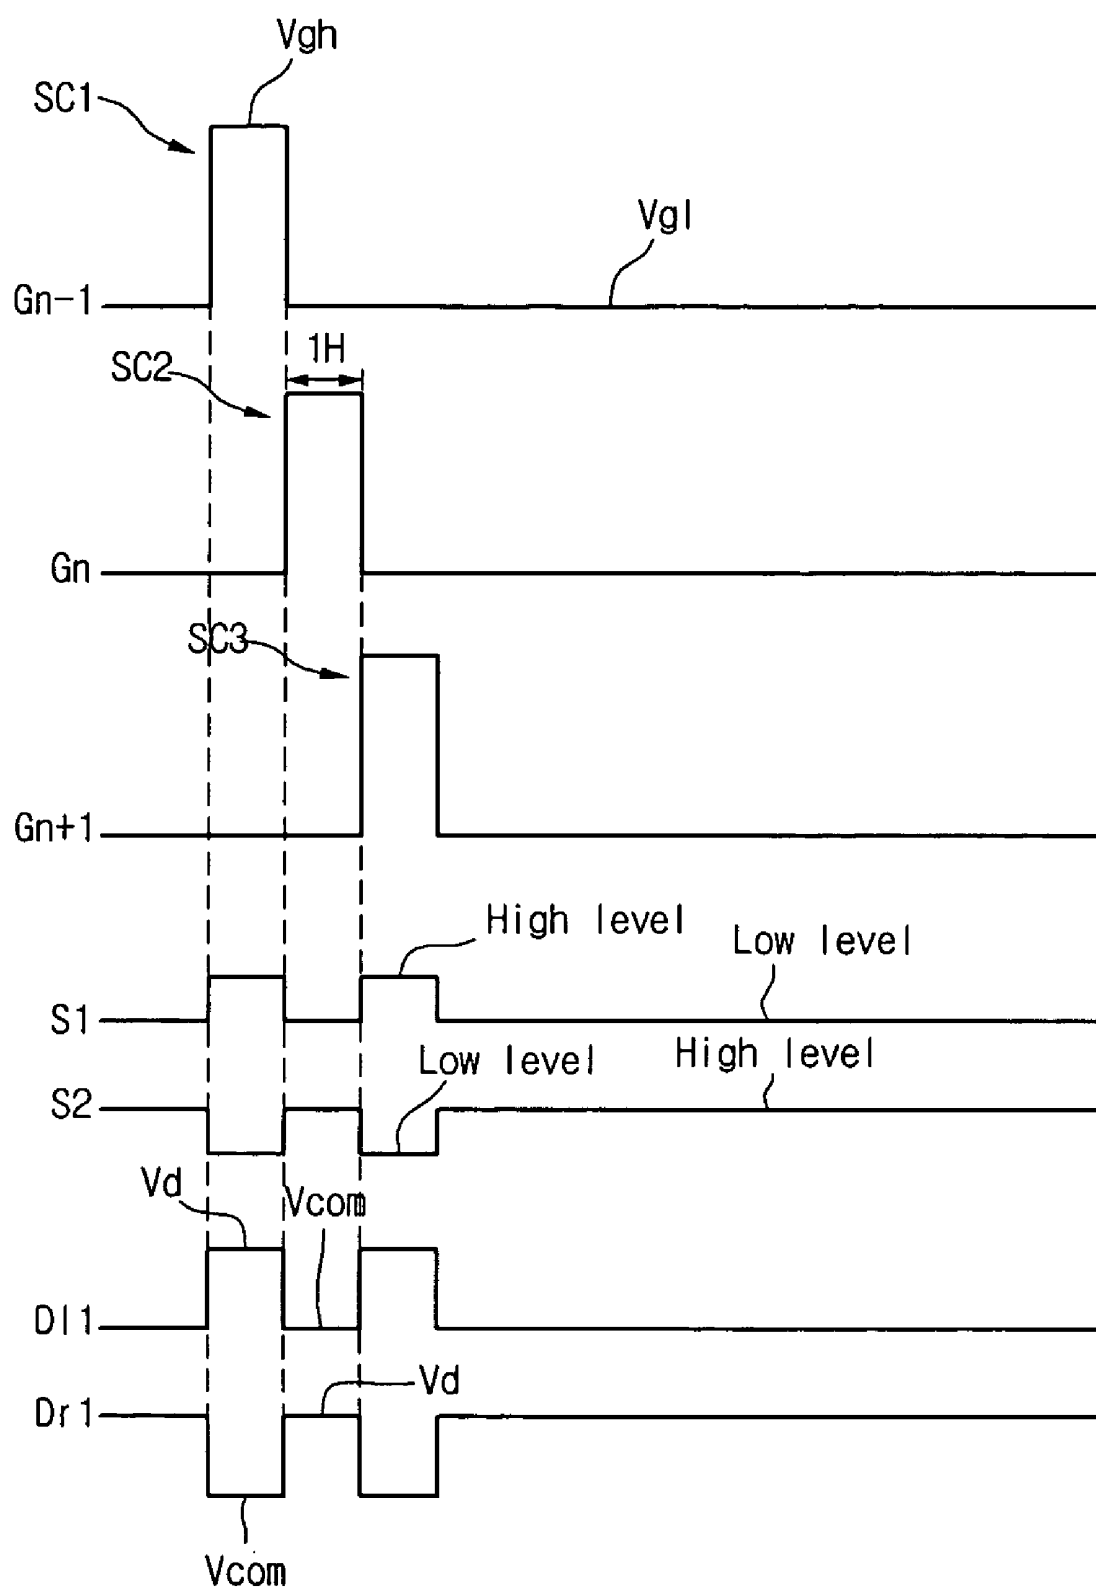 Vgh
SC1
Vgl
Gn-1
1H
SC2
Gn
SC3
Gn+1
High level
Low level
S1
Low level
High level
S2
Vd
Vcom
Dl1
Vd
Dr1
Vcom